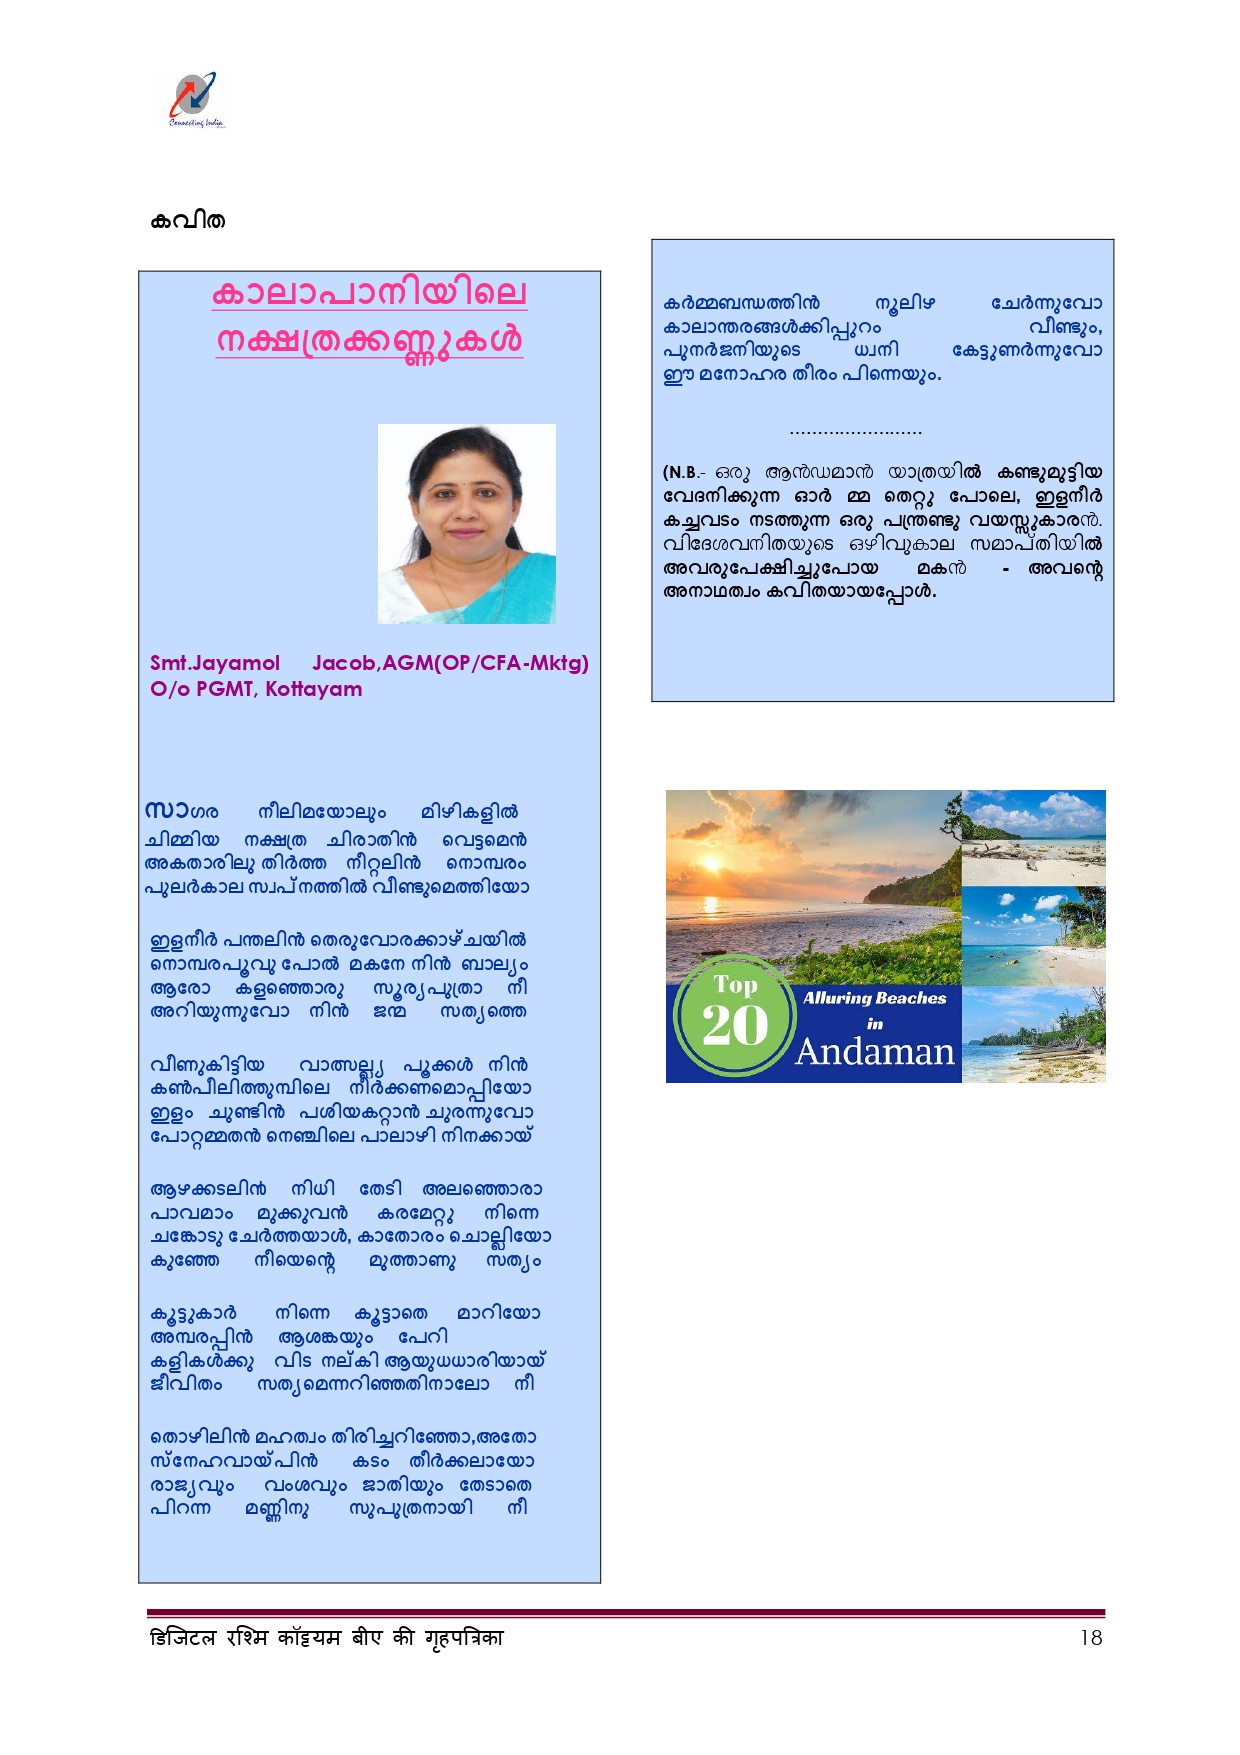 Connecting India
കവിത
കാലാപാനിയിലെ
നക്ഷത്രക്കണ്ണുകൾ
Smt.Jayamol Jacob,AGM(OP/CFA-Mktg)
O/o PGMT, Kottayam
സാഗര നീലിമയോലും മിഴികളിൽ
ചിമ്മിയ നക്ഷത്ര ചിരാതിൻ വെട്ടമെൻ
അകതാരിലു തിർത്ത നീറ്റലിൻ നൊമ്പരം
പുലർകാല സ്വപ്നത്തിൽ വീണ്ടുമെത്തിയോ
ഇളനീർ പന്തലിൻ തെരുവോരക്കാഴ്ചയിൽ
നൊമ്പരപൂവു പോൽ മകനേ നിൻ ബാല്യം
ആരോ കളഞ്ഞൊരു സൂര്യപുത്രാ നീ
അറിയുന്നുവോ നിൻ ജന്മ സത്യത്തെ
വീണുകിട്ടിയ വാത്സല്ല്യ പൂക്കൾ നിൻ
കൺപീലിത്തുമ്പിലെ നീർക്കണമൊപ്പിയോ
ഇളം ചുണ്ടിൻ പശിയകറ്റാൻ ചുരന്നുവോ
പോറ്റമ്മതൻ നെഞ്ചിലെ പാലാഴി നിനക്കായ്
ആഴക്കടലിൻ നിധി തേടി അലഞ്ഞൊരാ
പാവമാം മുക്കുവൻ കരമേറ്റു നിന്നെ
ചങ്കോടു ചേർത്തയാൾ, കാതോരം ചൊല്ലിയോ
കുഞ്ഞേ നീയെന്റെ മുത്താണു സത്യം
കൂട്ടുകാർ നിന്നെ കൂട്ടാതെ മാറിയോ
അമ്പരപ്പിൻ ആശങ്കയും പേറി
കളികൾക്കു വിട നല്കി ആയുധധാരിയായ്
ജീവിതം സത്യമെന്നറിഞ്ഞതിനാലോ നീ
തൊഴിലിൻ മഹത്വം തിരിച്ചറിഞ്ഞോ,അതോ
സ്നേഹവായ്പിൻ കടം തീർക്കലായോ
രാജ്യവും വംശവും ജാതിയും തേടാതെ
പിറന്ന മണ്ണിനു സുപുത്രനായി നീ
കർമ്മബന്ധത്തിൻ നൂലിഴ ചേർന്നുവോ
കാലാന്തരങ്ങൾക്കിപ്പുറം വീണ്ടും,
പുനർജനിയുടെ ധ്വനി കേട്ടുണർന്നുവോ
ഈ മനോഹര തീരം പിന്നെയും.
........................
(N.B.- ഒരു ആൻഡമാൻ യാത്രയിൽ കണ്ടുമുട്ടിയ
വേദനിക്കുന്ന ഓർ മ്മ തെറ്റു പോലെ, ഇളനീർ
കച്ചവടം നടത്തുന്ന ഒരു പന്ത്രണ്ടു വയസ്സുകാരൻ.
വിദേശവനിതയുടെ ഒഴിവുകാല സമാപ്തിയിൽ
അവരുപേക്ഷിച്ചുപോയ മകൻ - അവന്റെ
അനാഥത്വം കവിതയായപ്പോൾ.
Top
20
Alluring Beaches
in
Andaman
डिजिटल रश्मि कॉट्टयम बीए की गृहपत्रिका 18